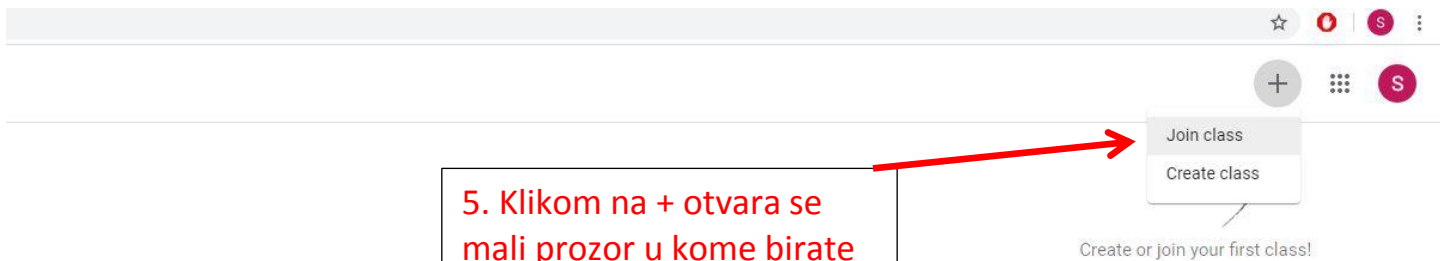 S
+
S
Join class
Create class
5. Klikom na + otvara se
mali prozor u kome birate
Create or join your first class!